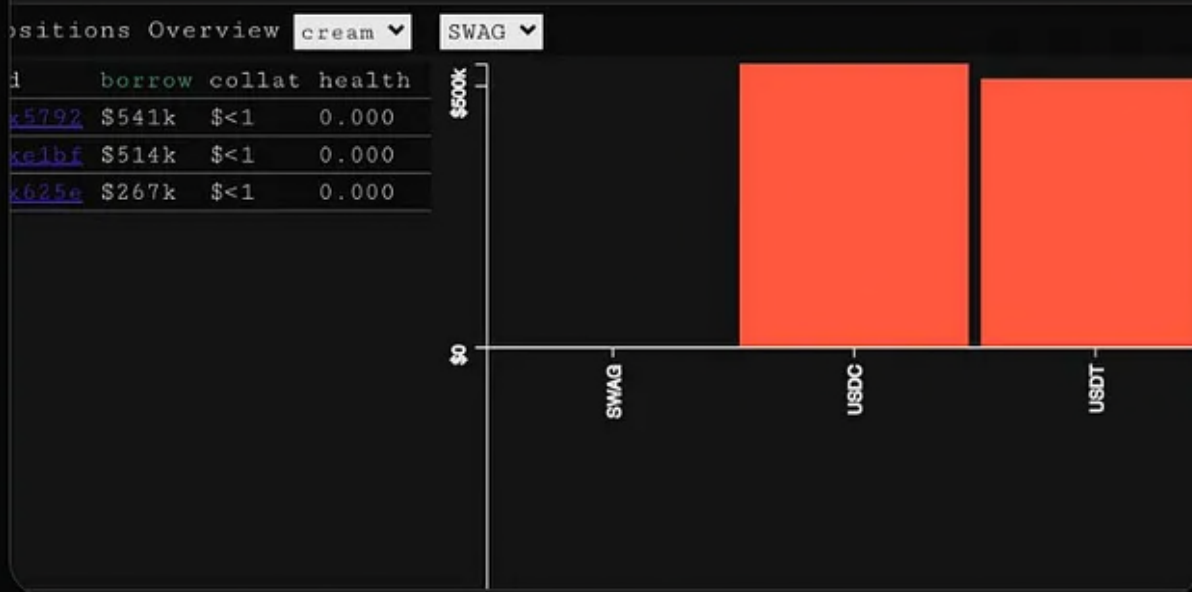 ositions Overview cream SWAG
d borrow collat health
x5792 $541k $<1 0.000
xe1bf $514k $<1 0.000
x625e $267k $<1 0.000
$500k
$0
SWAG
USDC
USDT